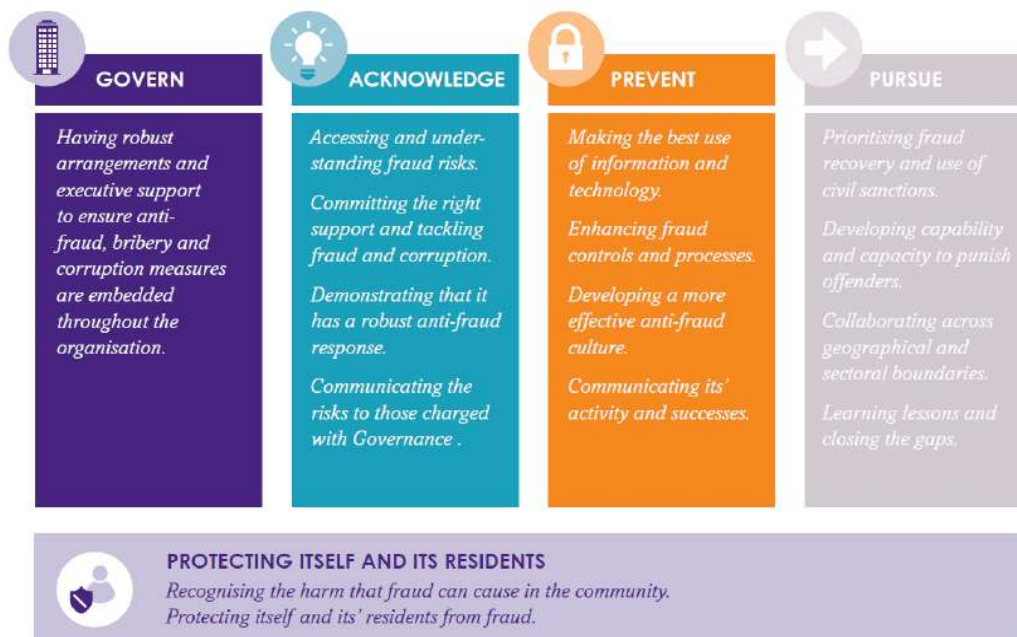 GOVERN
Having robust
arrangements and
executive support
to ensure anti-
fraud, bribery and
corruption measures
are embedded
throughout the
organisation.
ACKNOWLEDGE
Accessing and under-
standing fraud risks.
Committing the right
support and tackling
fraud and corruption.
Demonstrating that it
has a robust anti-fraud
response.
Communicating the
risks to those charged
with Governance .
PREVENT
Making the best use
of information and
technology.
Enhancing fraud
controls and processes.
Developing a more
effective anti-fraud
culture.
Communicating its'
activity and successes.
PURSUE
Prioritising fraud
recovery and use of
civil sanctions.
Developing capability
and capacity to punish
offenders.
Collaborating across
geographical and
sectoral boundaries.
Learning lessons and
closing the gaps.
PROTECTING ITSELF AND ITS RESIDENTS
Recognising the harm that fraud can cause in the community.
Protecting itself and its' residents from fraud.